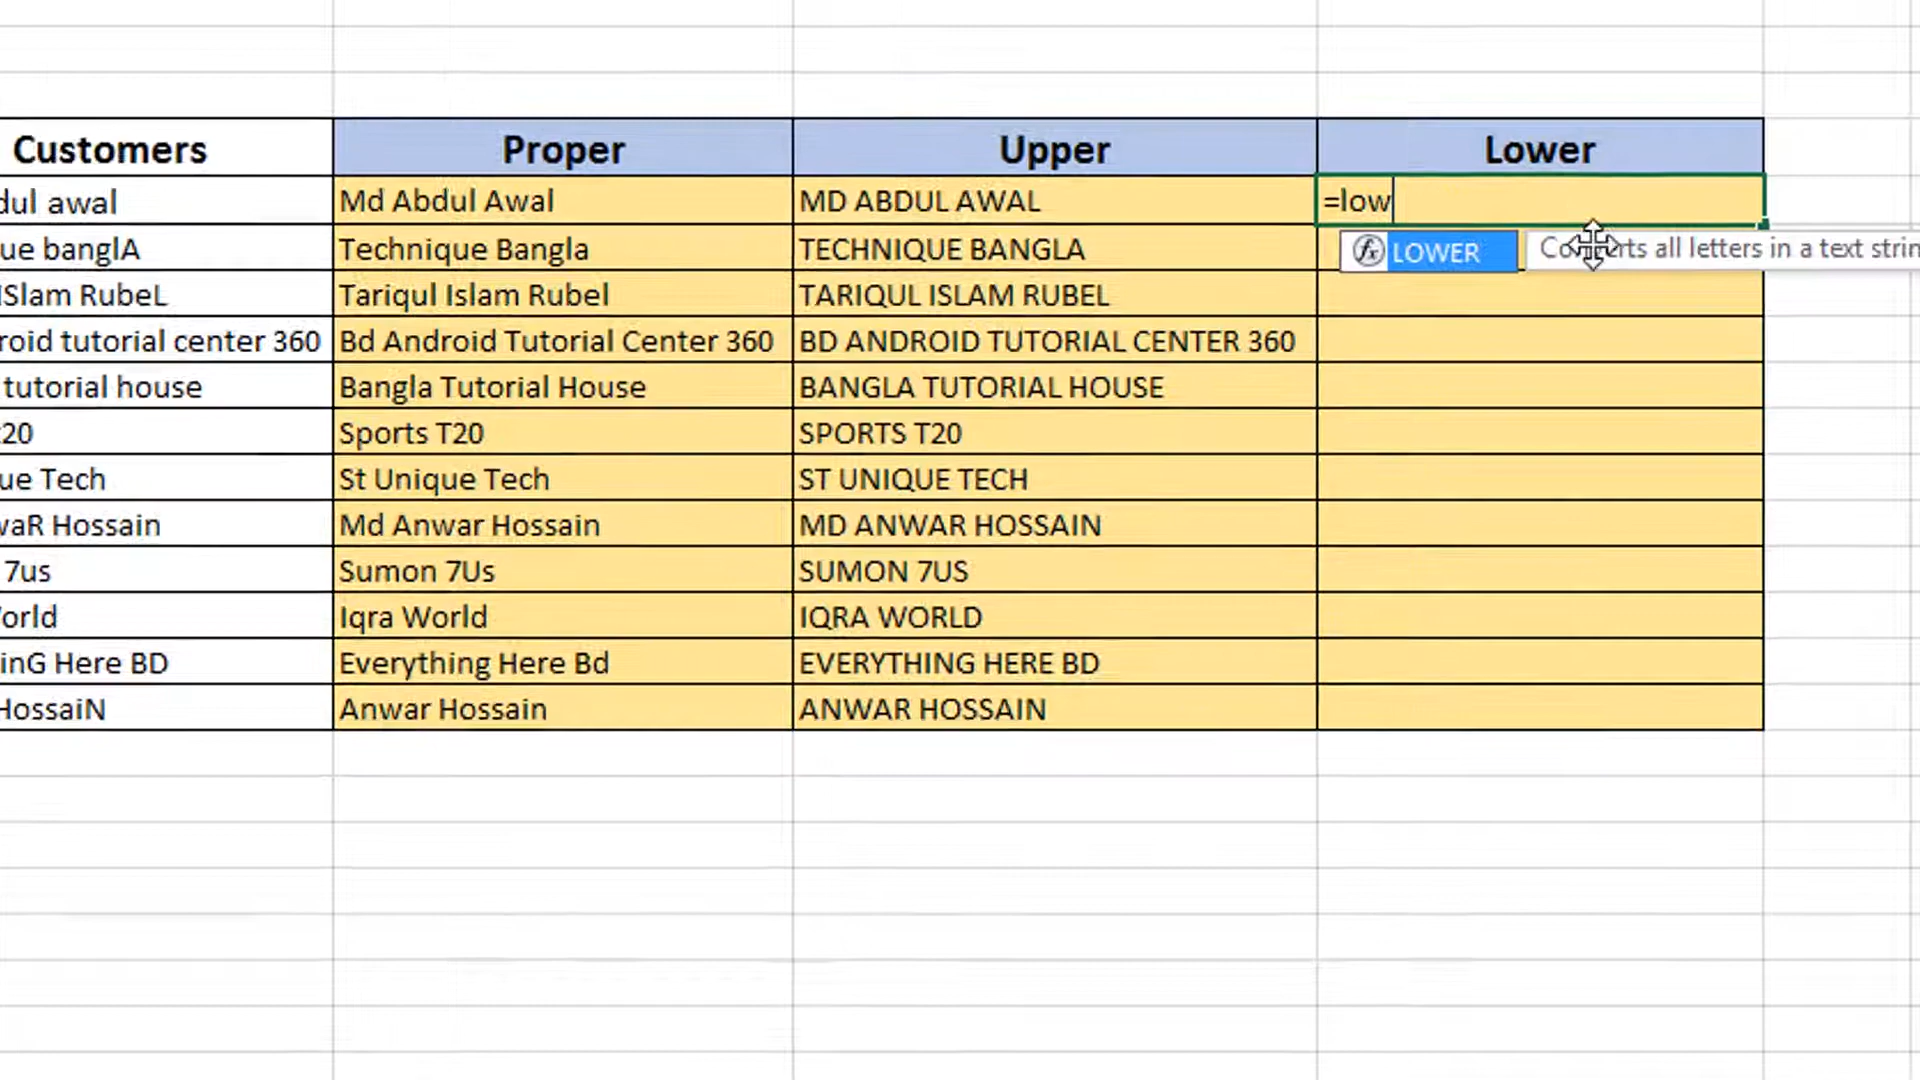 Customers Proper Upper Lower
dul awal Md Abdul Awal MD ABDUL AWAL =low
ue banglA Technique Bangla TECHNIQUE BANGLA LOWER Converts all letters in a text strin
ISlam RubeL Tariqul Islam Rubel TARIQUL ISLAM RUBEL
roid tutorial center 360 Bd Android Tutorial Center 360 BD ANDROID TUTORIAL CENTER 360
tutorial house Bangla Tutorial House BANGLA TUTORIAL HOUSE
t20 Sports T20 SPORTS T20
ue Tech St Unique Tech ST UNIQUE TECH
waR Hossain Md Anwar Hossain MD ANWAR HOSSAIN
7us Sumon 7Us SUMON 7US
orld Iqra World IQRA WORLD
inG Here BD Everything Here Bd EVERYTHING HERE BD
HossaiN Anwar Hossain ANWAR HOSSAIN